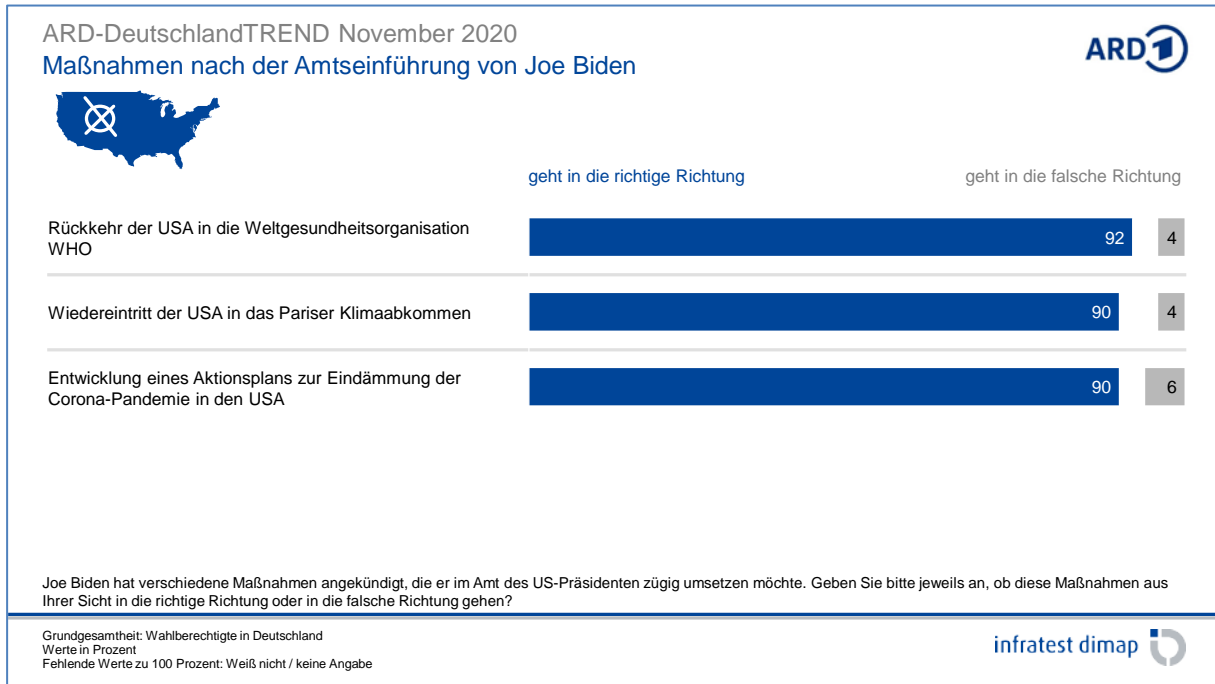 ARD-DeutschlandTREND November 2020
Maßnahmen nach der Amtseinführung von Joe Biden
ARD 1
geht in die richtige Richtung
geht in die falsche Richtung
Rückkehr der USA in die Weltgesundheitsorganisation
WHO
92
4
Wiedereintritt der USA in das Pariser Klimaabkommen
90
4
Entwicklung eines Aktionsplans zur Eindämmung der
Corona-Pandemie in den USA
90
6
Joe Biden hat verschiedene Maßnahmen angekündigt, die er im Amt des US-Präsidenten zügig umsetzen möchte. Geben Sie bitte jeweils an, ob diese Maßnahmen aus
Ihrer Sicht in die richtige Richtung oder in die falsche Richtung gehen?
Grundgesamtheit: Wahlberechtigte in Deutschland
Werte in Prozent
Fehlende Werte zu 100 Prozent: Weiß nicht / keine Angabe
infratest dimap